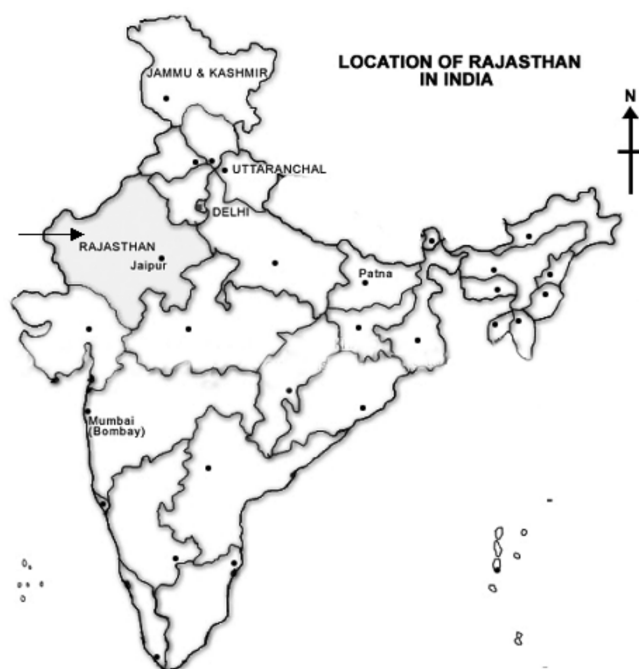 LOCATION OF RAJASTHAN
IN INDIA
JAMMU & KASHMIR
N
UTTARANCHAL
DELHI
RAJASTHAN
Jaipur
Patna
Mumbai
(Bombay)